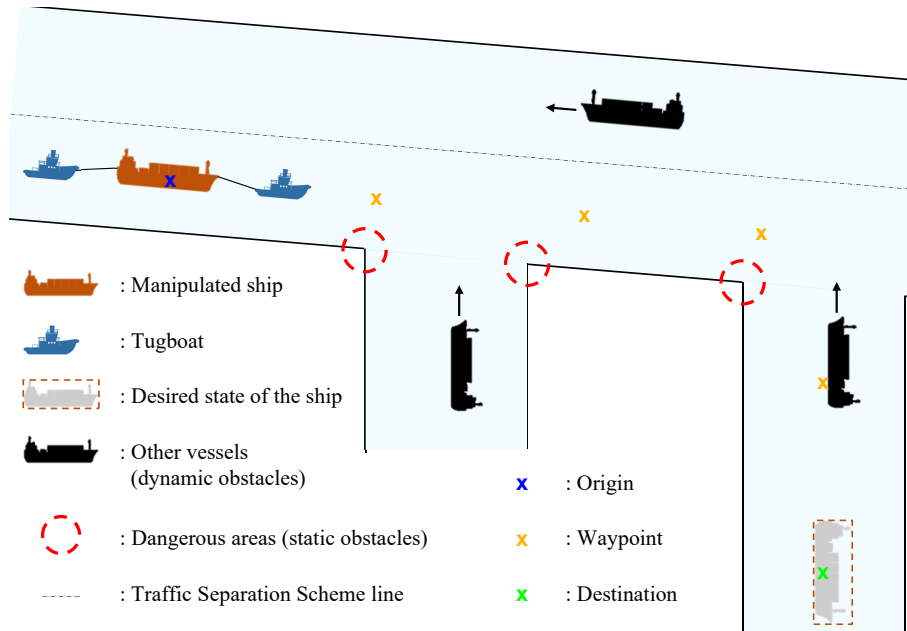 : Manipulated ship
: Tugboat
: Desired state of the ship
: Other vessels
(dynamic obstacles)
: Dangerous areas (static obstacles)
: Traffic Separation Scheme line
x : Origin
x : Waypoint
x : Destination